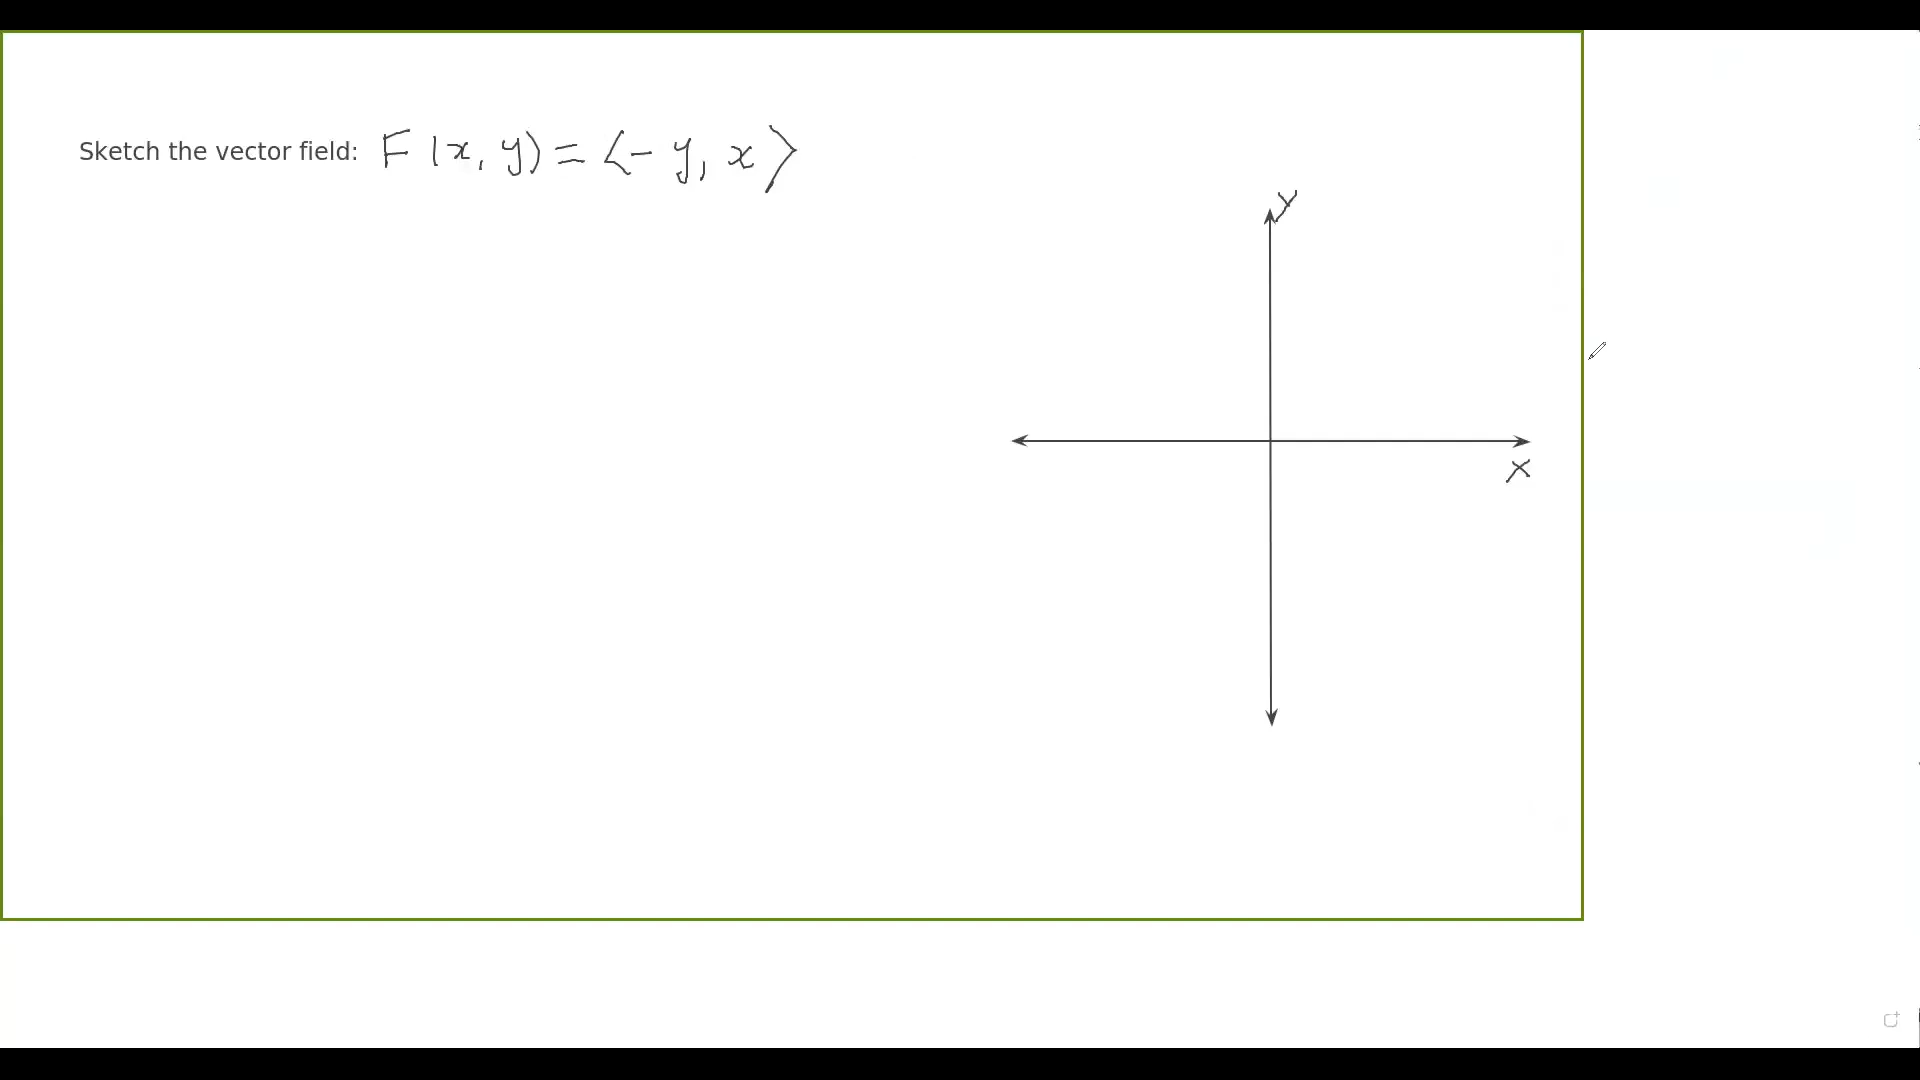 Sketch the vector field: F(x, y) = ⟨-y, x⟩
y
x